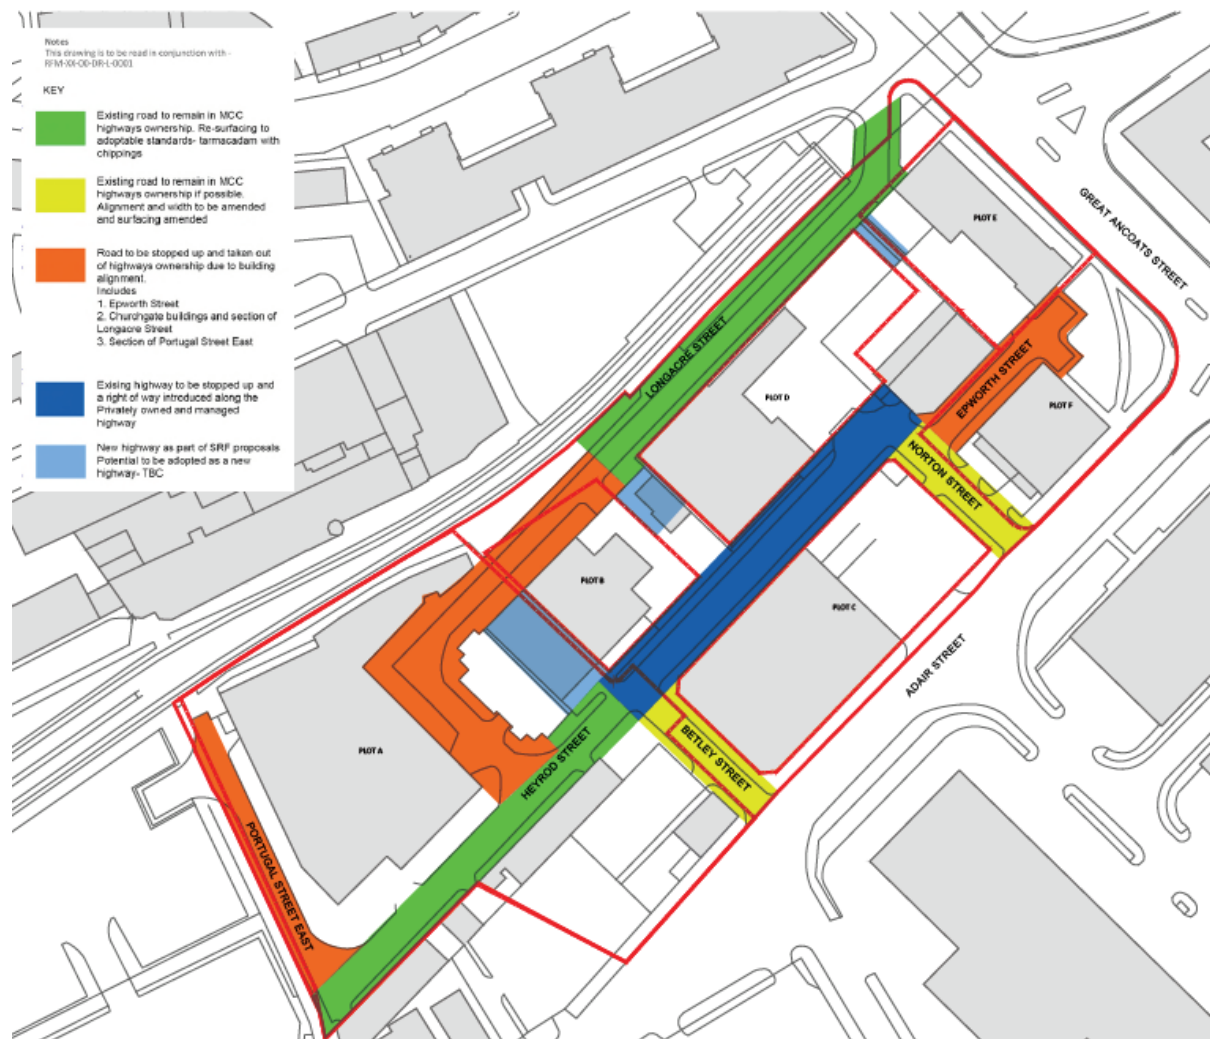 Notes
This drawing is to be read in conjunction with -
RFM-XX-00-DR-L-0001
KEY
Existing road to remain in MCC
highways ownership. Re-surfacing to
adoptable standards- tarmacadam with
chippings
Existing road to remain in MCC
highways ownership if possible.
Alignment and width to be amended
and surfacing amended
Road to be stopped up and taken out
of highways ownership due to building
alignment.
Includes
1. Epworth Street
2. Churchgate buildings and section of
Longacre Street
3. Section of Portugal Street East
Exising highway to be stopped up and
a right of way introduced along the
Privately owned and managed
highway
New highway as part of SRF proposals
Potential to be adopted as a new
highway- TBC
PLOT E
GREAT ANCOATS STREET
LONGACRE STREET
EPWORTH STREET
PLOT D
PLOT F
NORTON STREET
PLOT B
PLOT C
ADAIR STREET
PLOT A
HEYROD STREET
BETLEY STREET
PORTUGAL STREET EAST